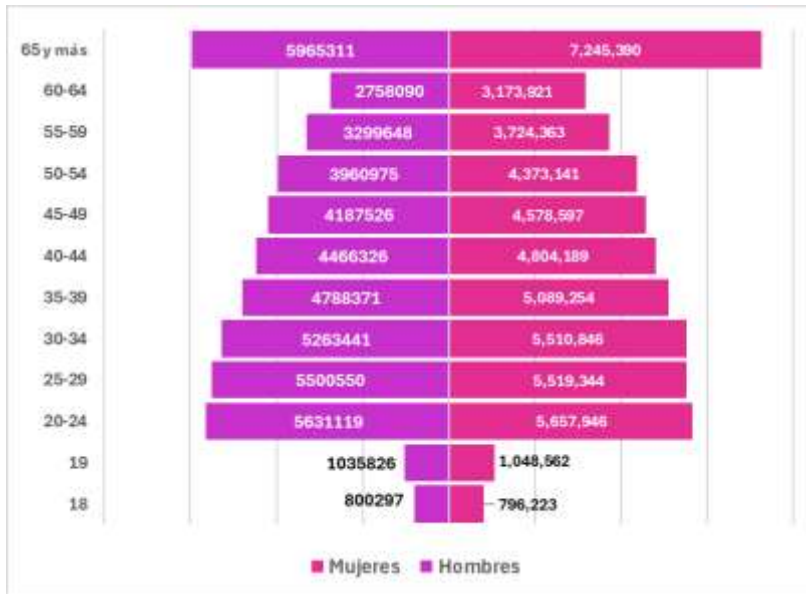 65 y más 5965311 7,245,390
60-64 2758090 3,173,821
55-59 3299648 3,724,363
50-54 3960975 4,373,141
45-49 4187526 4,578,597
40-44 4466326 4,804,189
35-39 4788371 5,089,254
30-34 5263441 5,510,846
25-29 5500550 5,519,344
20-24 5631119 5,657,946
19 1035826 1,048,562
18 800297 796,223
Mujeres Hombres